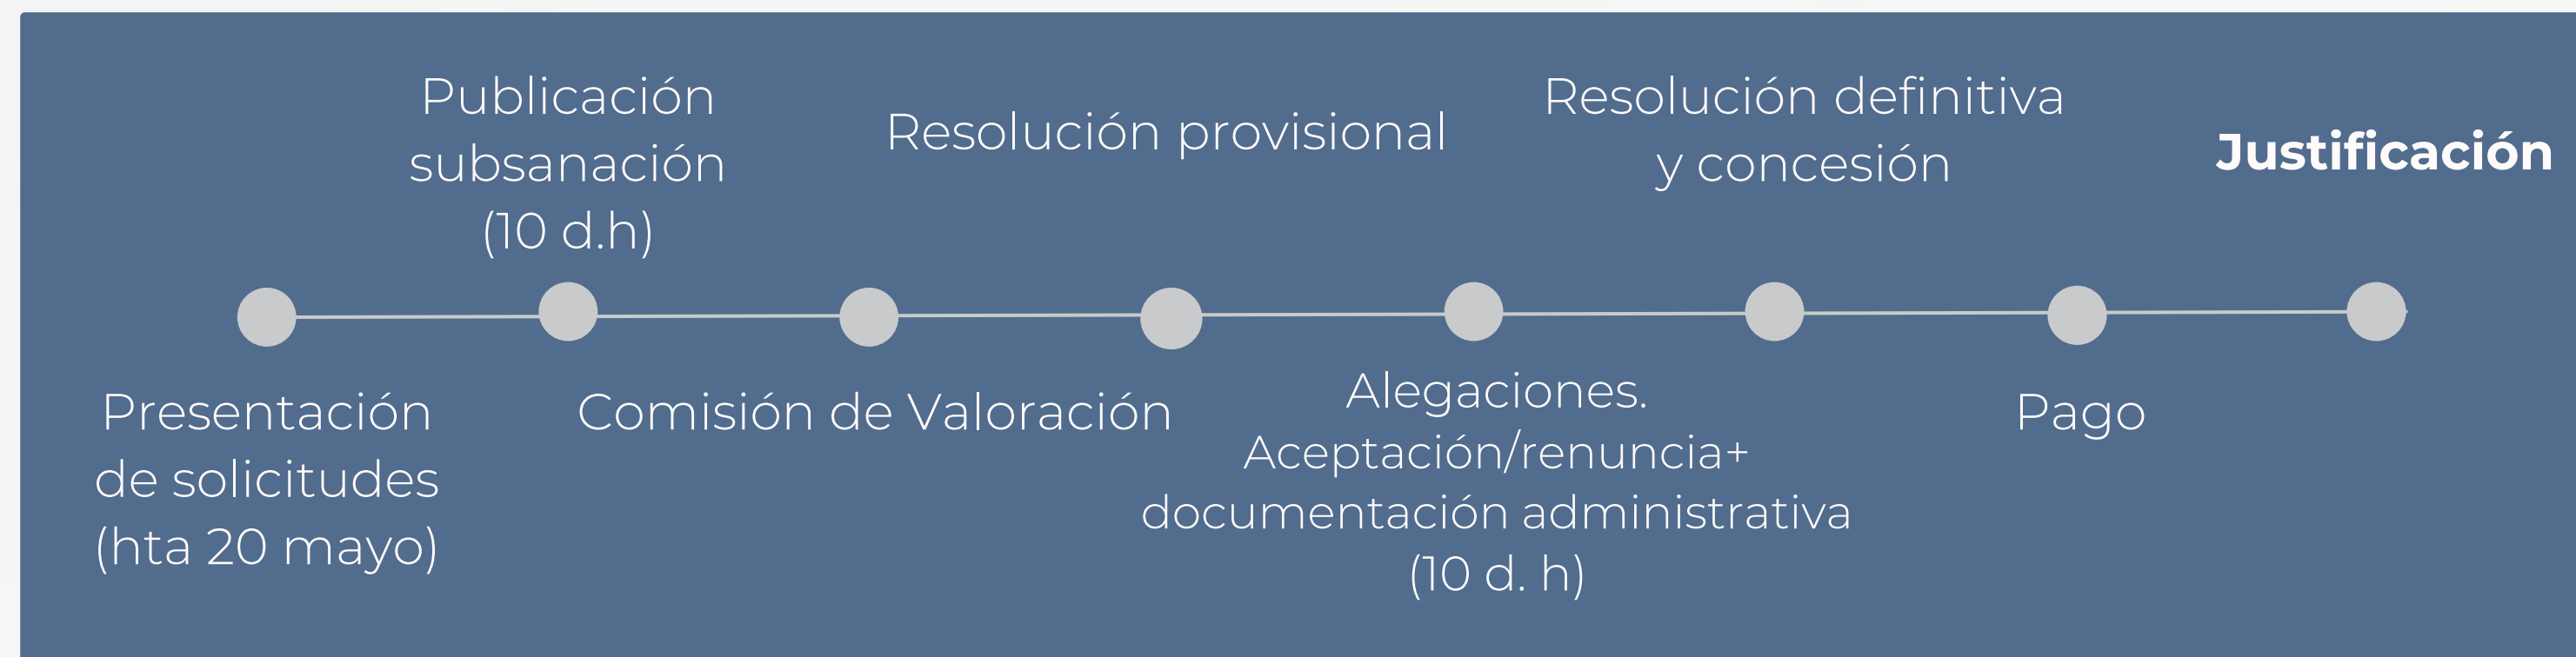 Publicación
subsanación
(10 d.h)
Resolución provisional
Resolución definitiva
y concesión
Justificación
Presentación
de solicitudes
(hta 20 mayo)
Comisión de Valoración
Alegaciones.
Aceptación/renuncia+
documentación administrativa
(10 d. h)
Pago